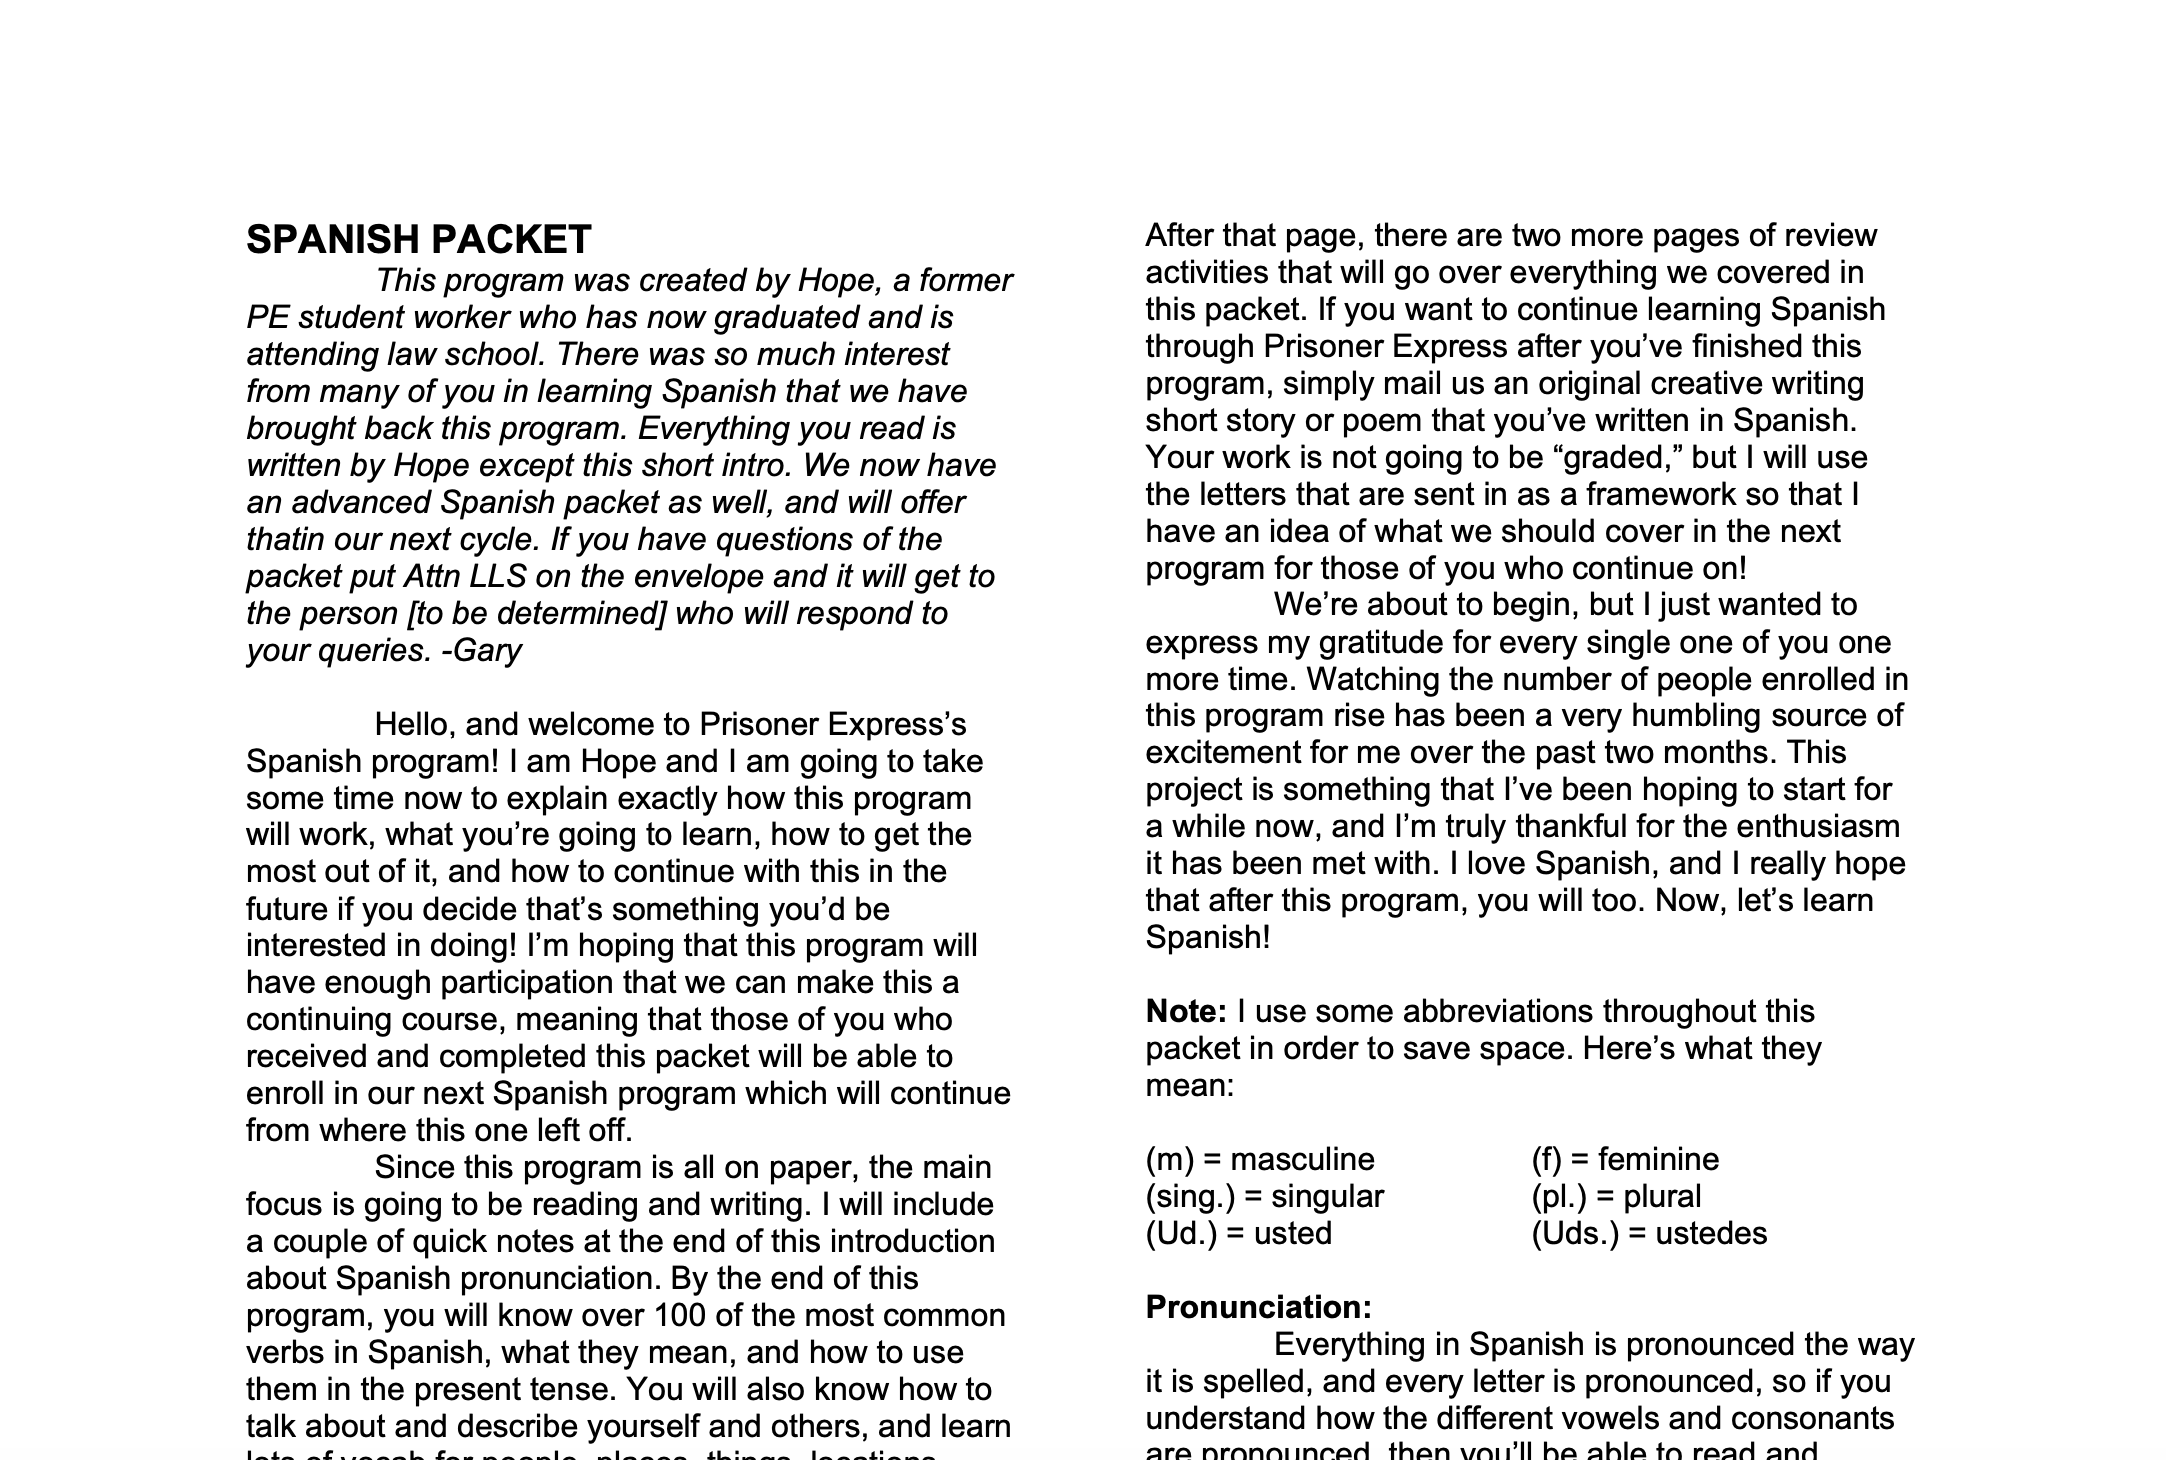 SPANISH PACKET
This program was created by Hope, a former
PE student worker who has now graduated and is
attending law school. There was so much interest
from many of you in learning Spanish that we have
brought back this program. Everything you read is
written by Hope except this short intro. We now have
an advanced Spanish packet as well, and will offer
thatin our next cycle. If you have questions of the
packet put Attn LLS on the envelope and it will get to
the person [to be determined] who will respond to
your queries. -Gary
Hello, and welcome to Prisoner Express’s
Spanish program! I am Hope and I am going to take
some time now to explain exactly how this program
will work, what you’re going to learn, how to get the
most out of it, and how to continue with this in the
future if you decide that’s something you’d be
interested in doing! I’m hoping that this program will
have enough participation that we can make this a
continuing course, meaning that those of you who
received and completed this packet will be able to
enroll in our next Spanish program which will continue
from where this one left off.
Since this program is all on paper, the main
focus is going to be reading and writing. I will include
a couple of quick notes at the end of this introduction
about Spanish pronunciation. By the end of this
program, you will know over 100 of the most common
verbs in Spanish, what they mean, and how to use
them in the present tense. You will also know how to
talk about and describe yourself and others, and learn
lots of vocab for people, places, things, locations,
After that page, there are two more pages of review
activities that will go over everything we covered in
this packet. If you want to continue learning Spanish
through Prisoner Express after you’ve finished this
program, simply mail us an original creative writing
short story or poem that you’ve written in Spanish.
Your work is not going to be “graded,” but I will use
the letters that are sent in as a framework so that I
have an idea of what we should cover in the next
program for those of you who continue on!
We’re about to begin, but I just wanted to
express my gratitude for every single one of you one
more time. Watching the number of people enrolled in
this program rise has been a very humbling source of
excitement for me over the past two months. This
project is something that I’ve been hoping to start for
a while now, and I’m truly thankful for the enthusiasm
it has been met with. I love Spanish, and I really hope
that after this program, you will too. Now, let’s learn
Spanish!
Note: I use some abbreviations throughout this
packet in order to save space. Here’s what they
mean:
(m) = masculine (f) = feminine
(sing.) = singular (pl.) = plural
(Ud.) = usted (Uds.) = ustedes
Pronunciation:
Everything in Spanish is pronounced the way
it is spelled, and every letter is pronounced, so if you
understand how the different vowels and consonants
are pronounced, then you’ll be able to read and